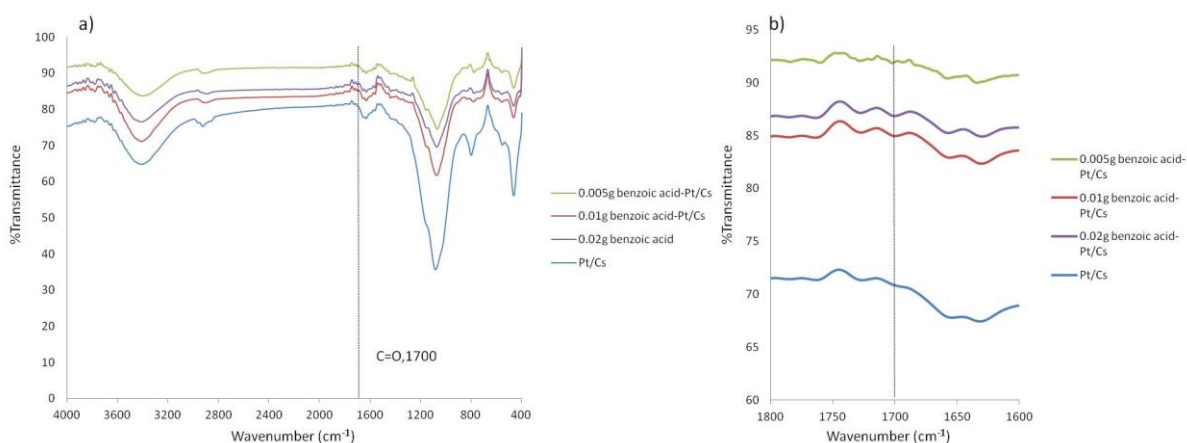 a)
100
90
80
70
60
50
40
30
20
10
0
%Transmittance
4000 3600 3200 2800 2400 2000 1600 1200 800 400
Wavenumber (cm⁻¹)
C=O,1700
0.005g benzoic acid-Pt/Cs
0.01g benzoic acid-Pt/Cs
0.02g benzoic acid
Pt/Cs
b)
95
90
85
80
75
70
65
60
%Transmittance
1800 1750 1700 1650 1600
Wavenumber (cm⁻¹)
0.005g benzoic acid-
Pt/Cs
0.01g benzoic acid-
Pt/Cs
0.02g benzoic acid-
Pt/Cs
Pt/Cs